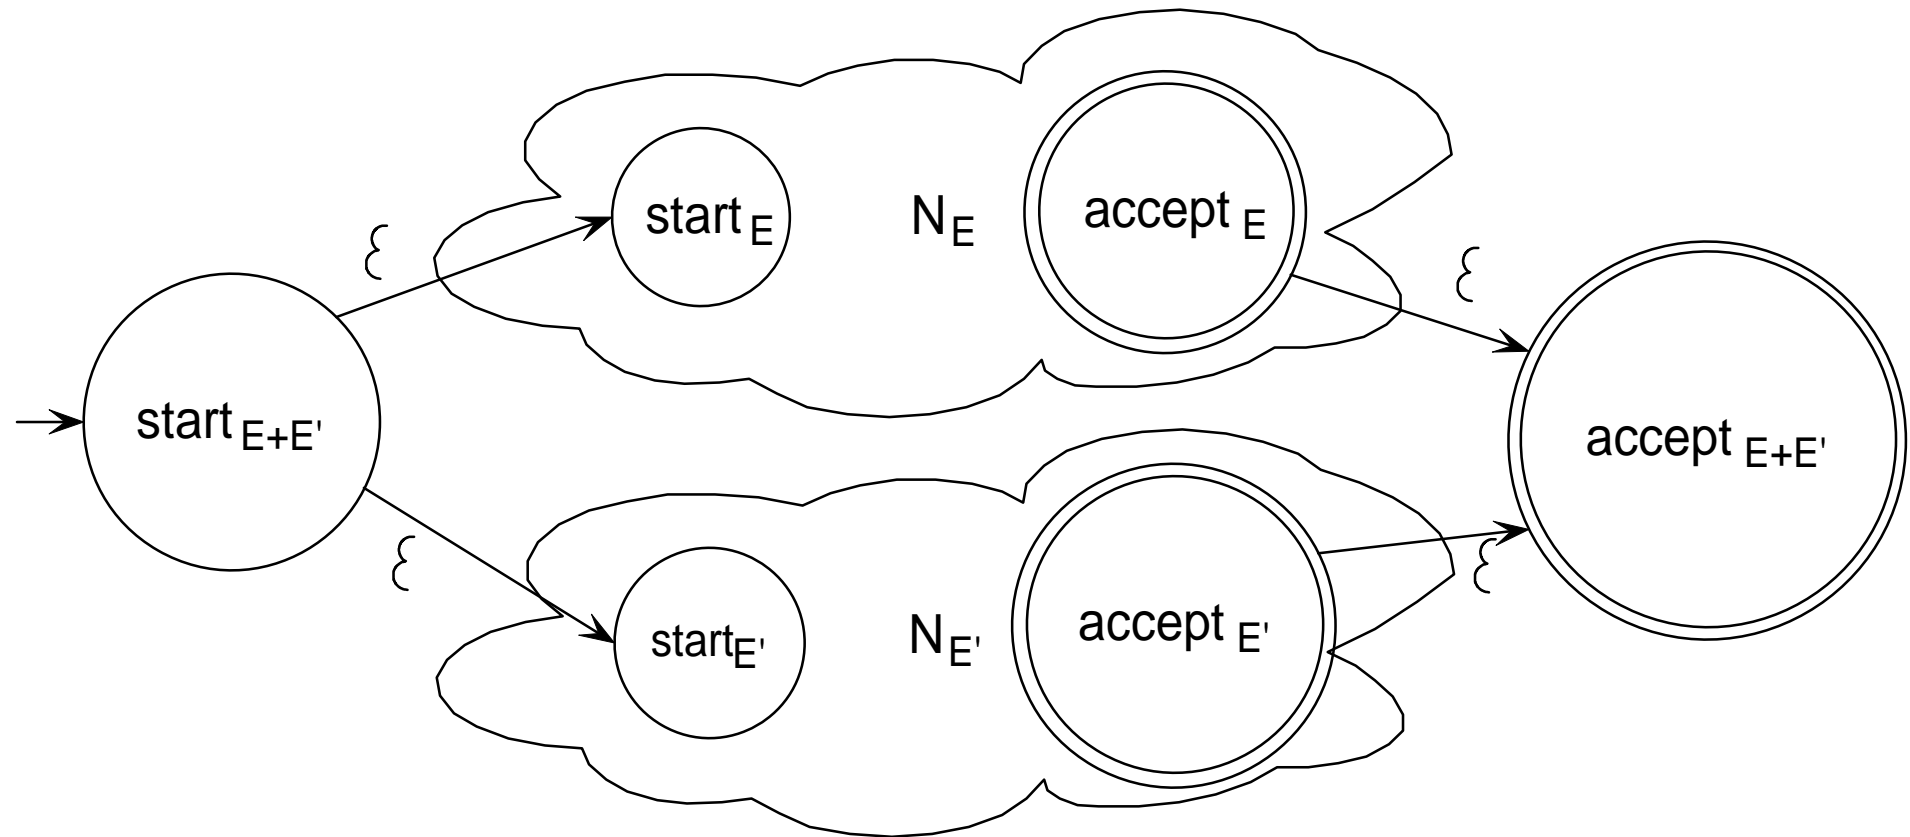 ε
start E
N E
accept E
ε
start E+E'
accept E+E'
ε
start E'
N E'
accept E'
ε